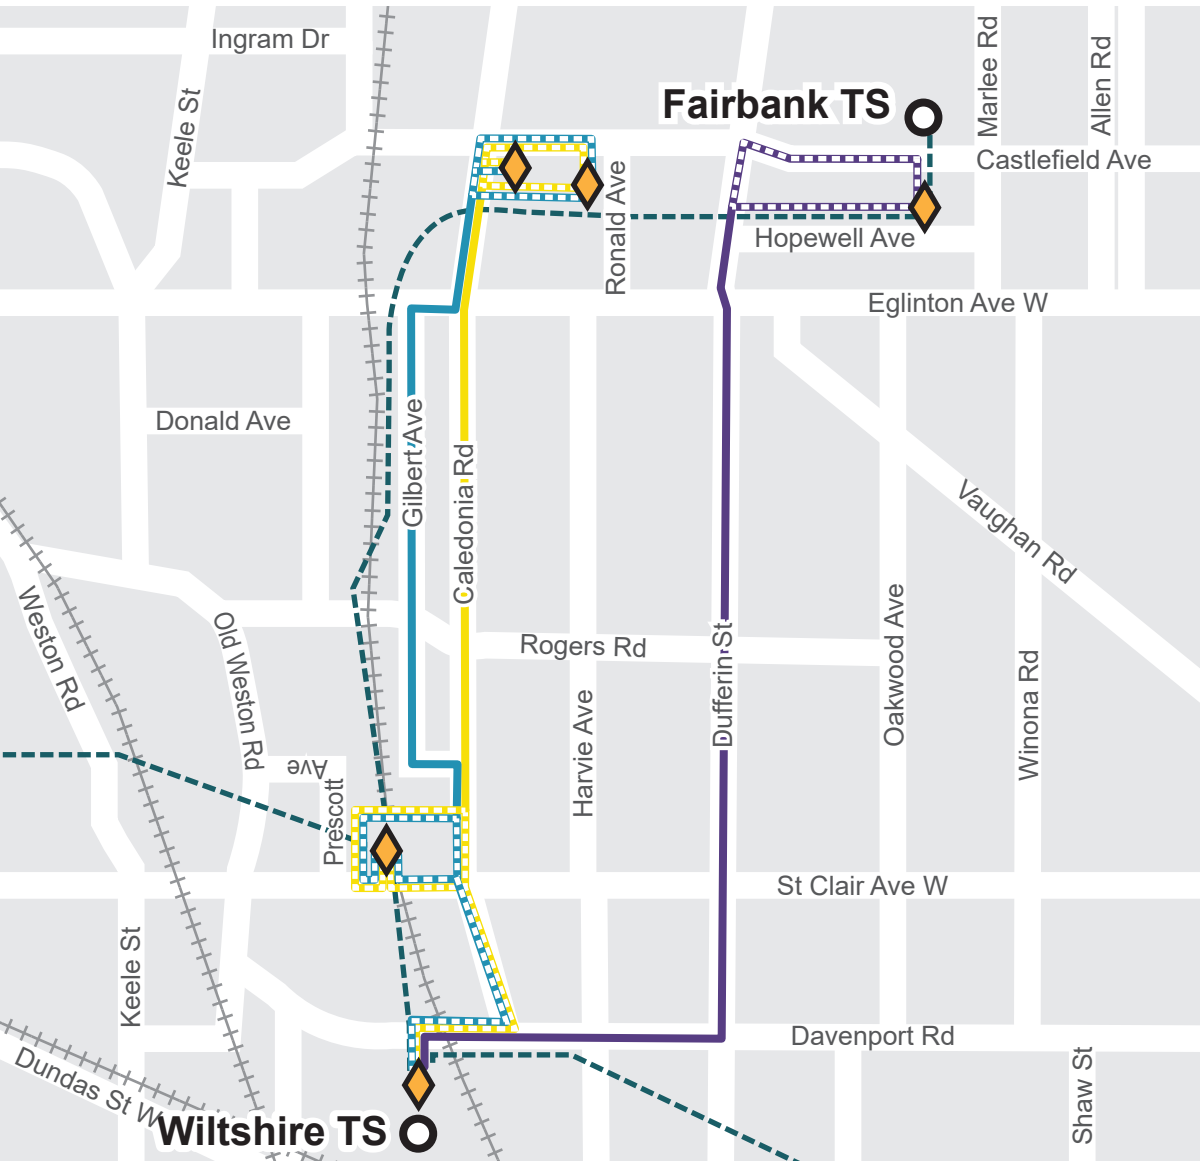 Ingram Dr
Keele St
Marlee Rd
Allen Rd
Fairbank TS
Castlefield Ave
Ronald Ave
Hopewell Ave
Eglinton Ave W
Donald Ave
Gilbert Ave
Caledonia Rd
Vaughan Rd
Weston Rd
Old Weston Rd
Rogers Rd
Dufferin St
Oakwood Ave
Winona Rd
Harvie Ave
Prescott
Ave
St Clair Ave W
Keele St
Davenport Rd
Dundas St W
Shaw St
Wiltshire TS